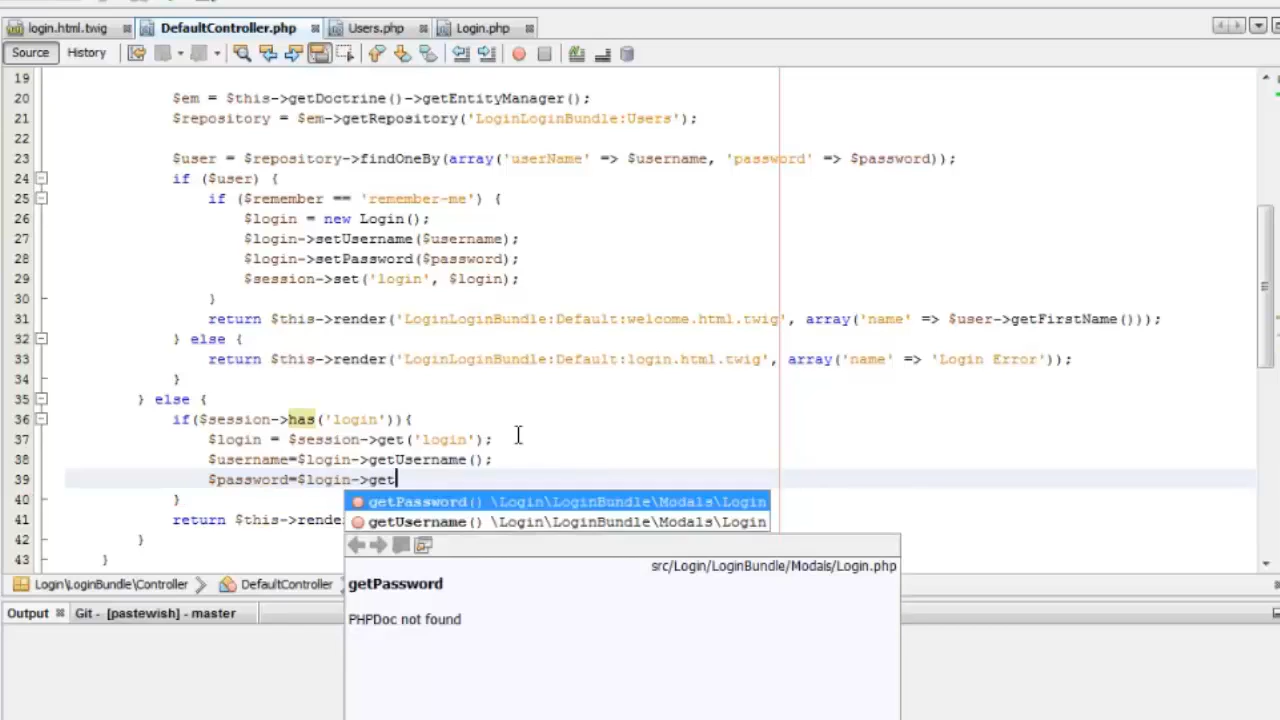 login.html.twig DefaultController.php Users.php Login.php
Source History
19
20 $em = $this->getDoctrine()->getEntityManager();
21 $repository = $em->getRepository('LoginLoginBundle:Users');
22
23 $user = $repository->findOneBy(array('userName' => $username, 'password' => $password));
24 if ($user) {
25 if ($remember == 'remember-me') {
26 $login = new Login();
27 $login->setUsername($username);
28 $login->setPassword($password);
29 $session->set('login', $login);
30 }
31 return $this->render('LoginLoginBundle:Default:welcome.html.twig', array('name' => $user->getFirstName()));
32 } else {
33 return $this->render('LoginLoginBundle:Default:login.html.twig', array('name' => 'Login Error'));
34 }
35 } else {
36 if($session->has('login')){
37 $login = $session->get('login');
38 $username=$login->getUsername();
39 $password=$login->get
40 }
getPassword() \Login\LoginBundle\Modals\Login
41 return $this->rende
getUsername() \Login\LoginBundle\Modals\Login
42 }
43 }
src/Login/LoginBundle/Modals/Login.php
Login\LoginBundle\Controller DefaultController
getPassword
Output Git - [pastewish] - master
PHPDoc not found